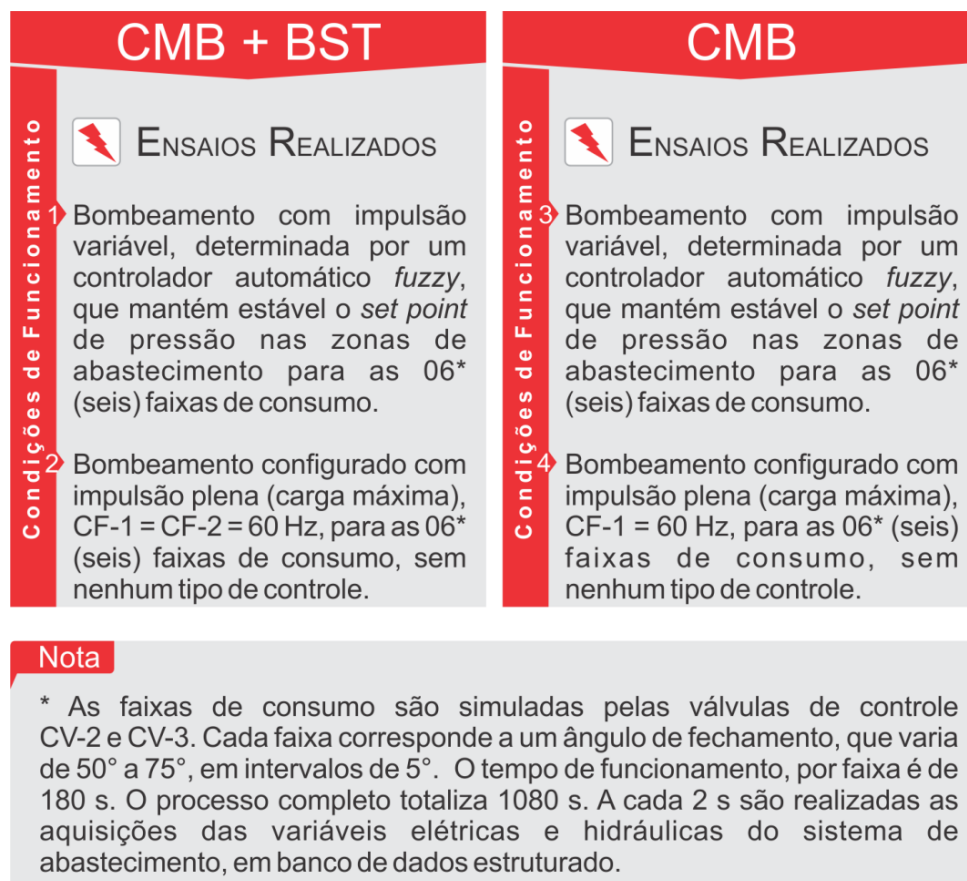 CMB + BST
Condições de Funcionamento
ENSAIOS REALIZADOS
1 Bombeamento com impulsão
variável, determinada por um
controlador automático fuzzy,
que mantém estável o set point
de pressão nas zonas de
abastecimento para as 06*
(seis) faixas de consumo.
2 Bombeamento configurado com
impulsão plena (carga máxima),
CF-1 = CF-2 = 60 Hz, para as 06*
(seis) faixas de consumo, sem
nenhum tipo de controle.
CMB
Condições de Funcionamento
ENSAIOS REALIZADOS
3 Bombeamento com impulsão
variável, determinada por um
controlador automático fuzzy,
que mantém estável o set point
de pressão nas zonas de
abastecimento para as 06*
(seis) faixas de consumo.
4 Bombeamento configurado com
impulsão plena (carga máxima),
CF-1 = 60 Hz, para as 06* (seis)
faixas de consumo, sem
nenhum tipo de controle.
Nota
* As faixas de consumo são simuladas pelas válvulas de controle
CV-2 e CV-3. Cada faixa corresponde a um ângulo de fechamento, que varia
de 50° a 75°, em intervalos de 5°. O tempo de funcionamento, por faixa é de
180 s. O processo completo totaliza 1080 s. A cada 2 s são realizadas as
aquisições das variáveis elétricas e hidráulicas do sistema de
abastecimento, em banco de dados estruturado.